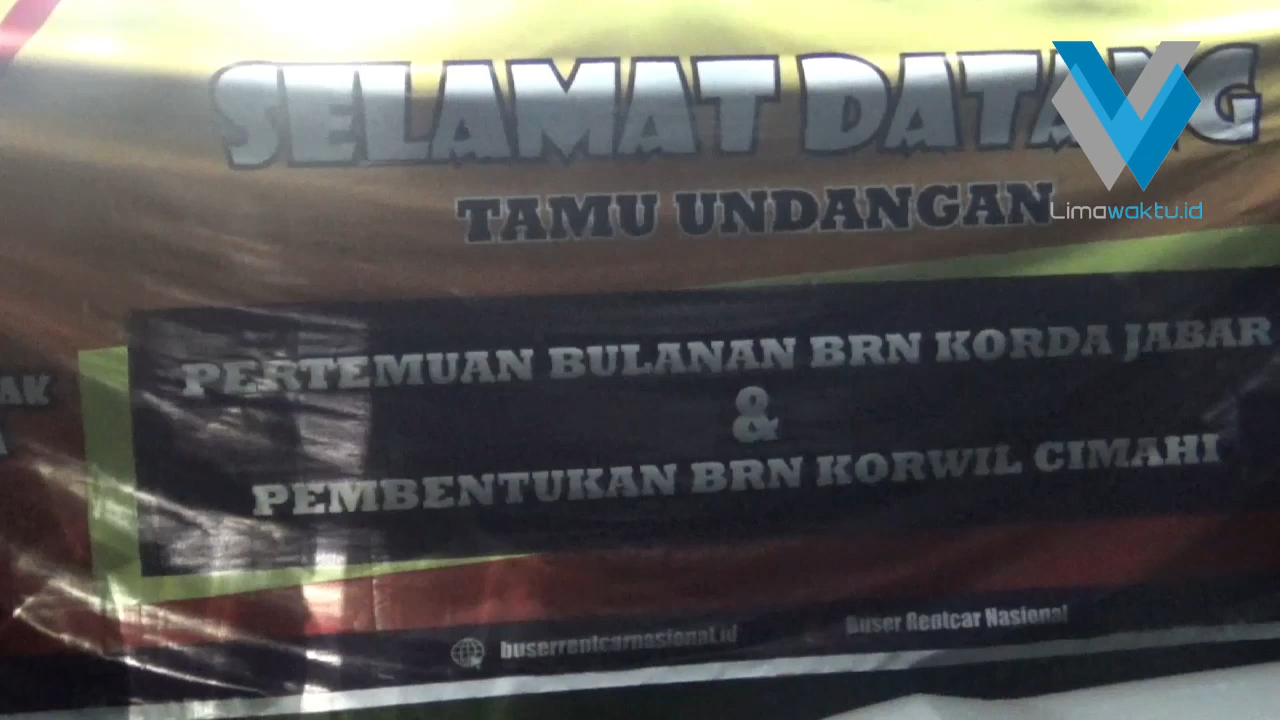 SELAMAT DATANG
TAMU UNDANGAN
Limawaktu.id
PERTEMUAN BULANAN BRN KORDA JABAR
&
PEMBENTUKAN BRN KORWIL CIMAHI
AK
buserrentcarnasional.id
Buser Rentcar Nasional